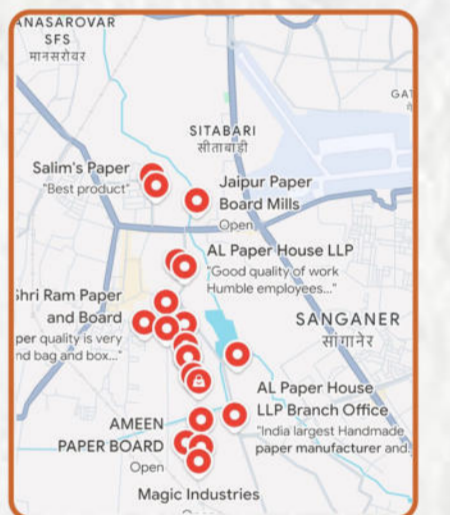 ANASAROVAR
SFS
मानसरोवर
GAT
SITABARI
सीताबाड़ी
Salim's Paper
"Best product"
Jaipur Paper
Board Mills
Open
AL Paper House LLP
"Good quality of work
Humble employees..."
Shri Ram Paper
and Board
per quality is very
nd bag and box..."
SANGANER
सांगानेर
AL Paper House
LLP Branch Office
"India largest Handmade
paper manufacturer and.
AMEEN
PAPER BOARD
Open
Magic Industries